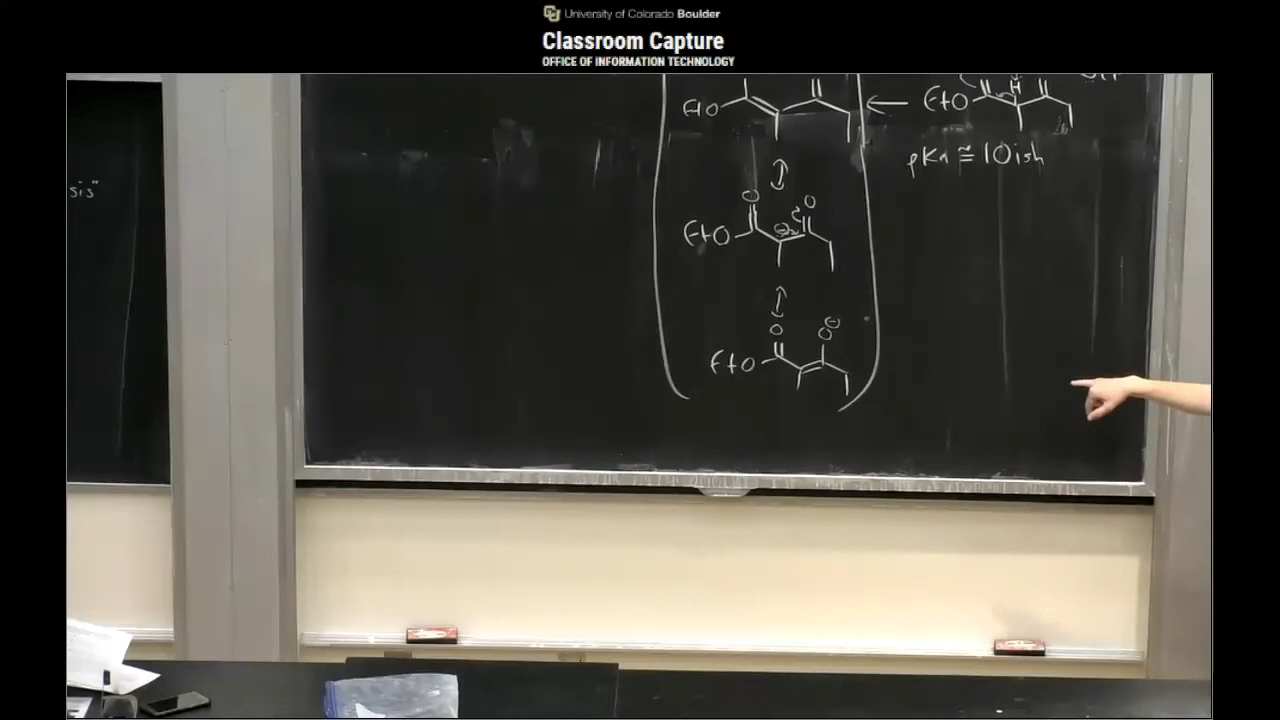 University of Colorado Boulder
Classroom Capture
OFFICE OF INFORMATION TECHNOLOGY
EtO
EtO
H
pKa ≅ 10ish
sis"
O
O
EtO
⊖
O
O⊖
EtO